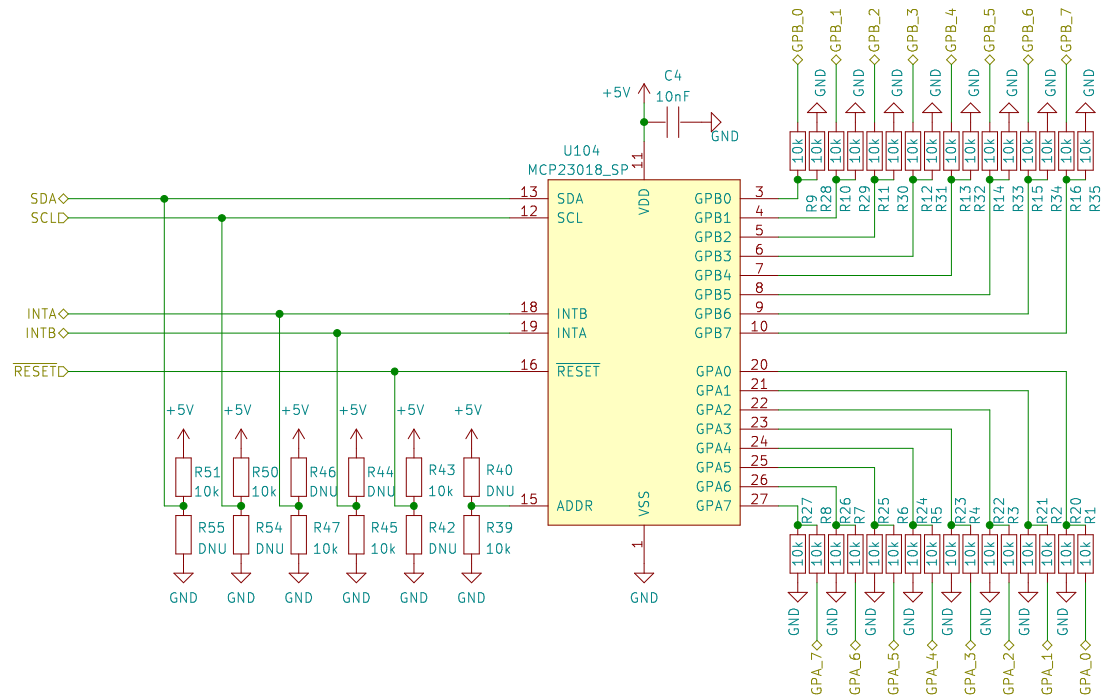 GPB_0 GPB_1 GPB_2 GPB_3 GPB_4 GPB_5 GPB_6 GPB_7
C4
+5V 10nF
GND
GND GND GND GND GND GND GND GND
10k 10k 10k 10k 10k 10k 10k 10k 10k 10k 10k 10k 10k 10k 10k 10k
R9 R28 R10 R29 R11 R30 R12 R31 R13 R32 R14 R33 R15 R34 R16 R35
U104
MCP23018_SP
11
VDD
SDA 13 SDA GPB0 3
SCL 12 SCL GPB1 4
GPB2 5
GPB3 6
GPB4 7
GPB5 8
INTA 18 INTB GPB6 9
INTB 19 INTA GPB7 10
RESET 16 RESET GPA0 20
GPA1 21
GPA2 22
GPA3 23
GPA4 24
GPA5 25
GPA6 26
15 ADDR GPA7 27
VSS
1
GND
+5V +5V +5V +5V +5V +5V
R51 R50 R46 R44 R43 R40
10k 10k DNU DNU 10k DNU
R55 R54 R47 R45 R42 R39
DNU DNU 10k 10k DNU 10k
GND GND GND GND GND GND
R27 R8 R26 R7 R25 R6 R24 R5 R23 R4 R22 R3 R21 R2 R20 R1
10k 10k 10k 10k 10k 10k 10k 10k 10k 10k 10k 10k 10k 10k 10k 10k
GND GND GND GND GND GND GND GND
GPA_7 GPA_6 GPA_5 GPA_4 GPA_3 GPA_2 GPA_1 GPA_0